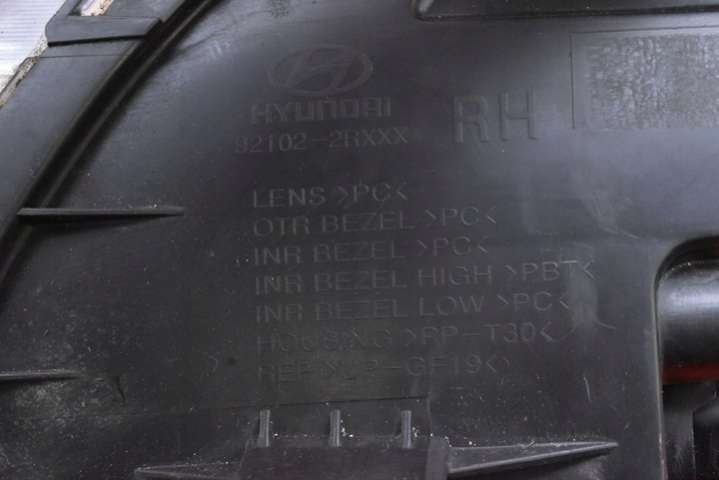 HYUNDAI
92102-2RXXX RH
LENS >PC<
OTR BEZEL >PC<
INR BEZEL >PC<
INR BEZEL HIGH >PBT<
INR BEZEL LOW >PC<
HOUSING >PP-T30<